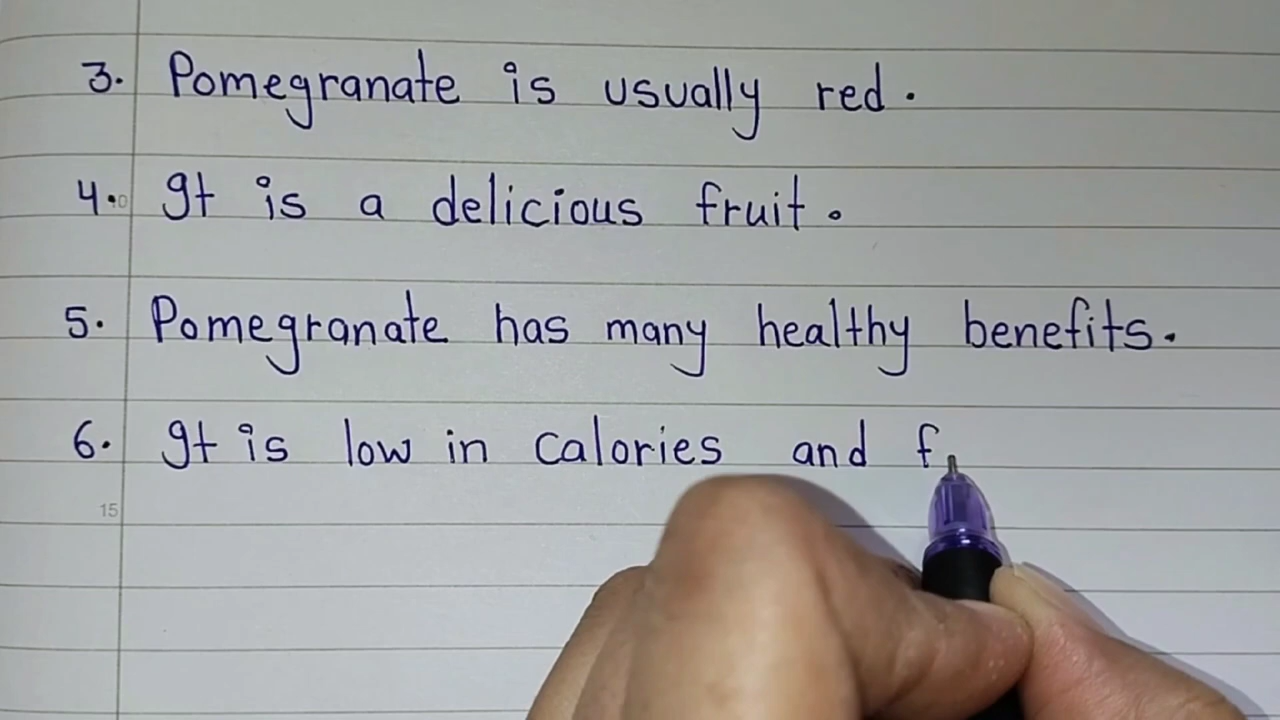 3. Pomegranate is usually red.
4. It is a delicious fruit.
5. Pomegranate has many healthy benefits.
6. It is low in calories and f
15